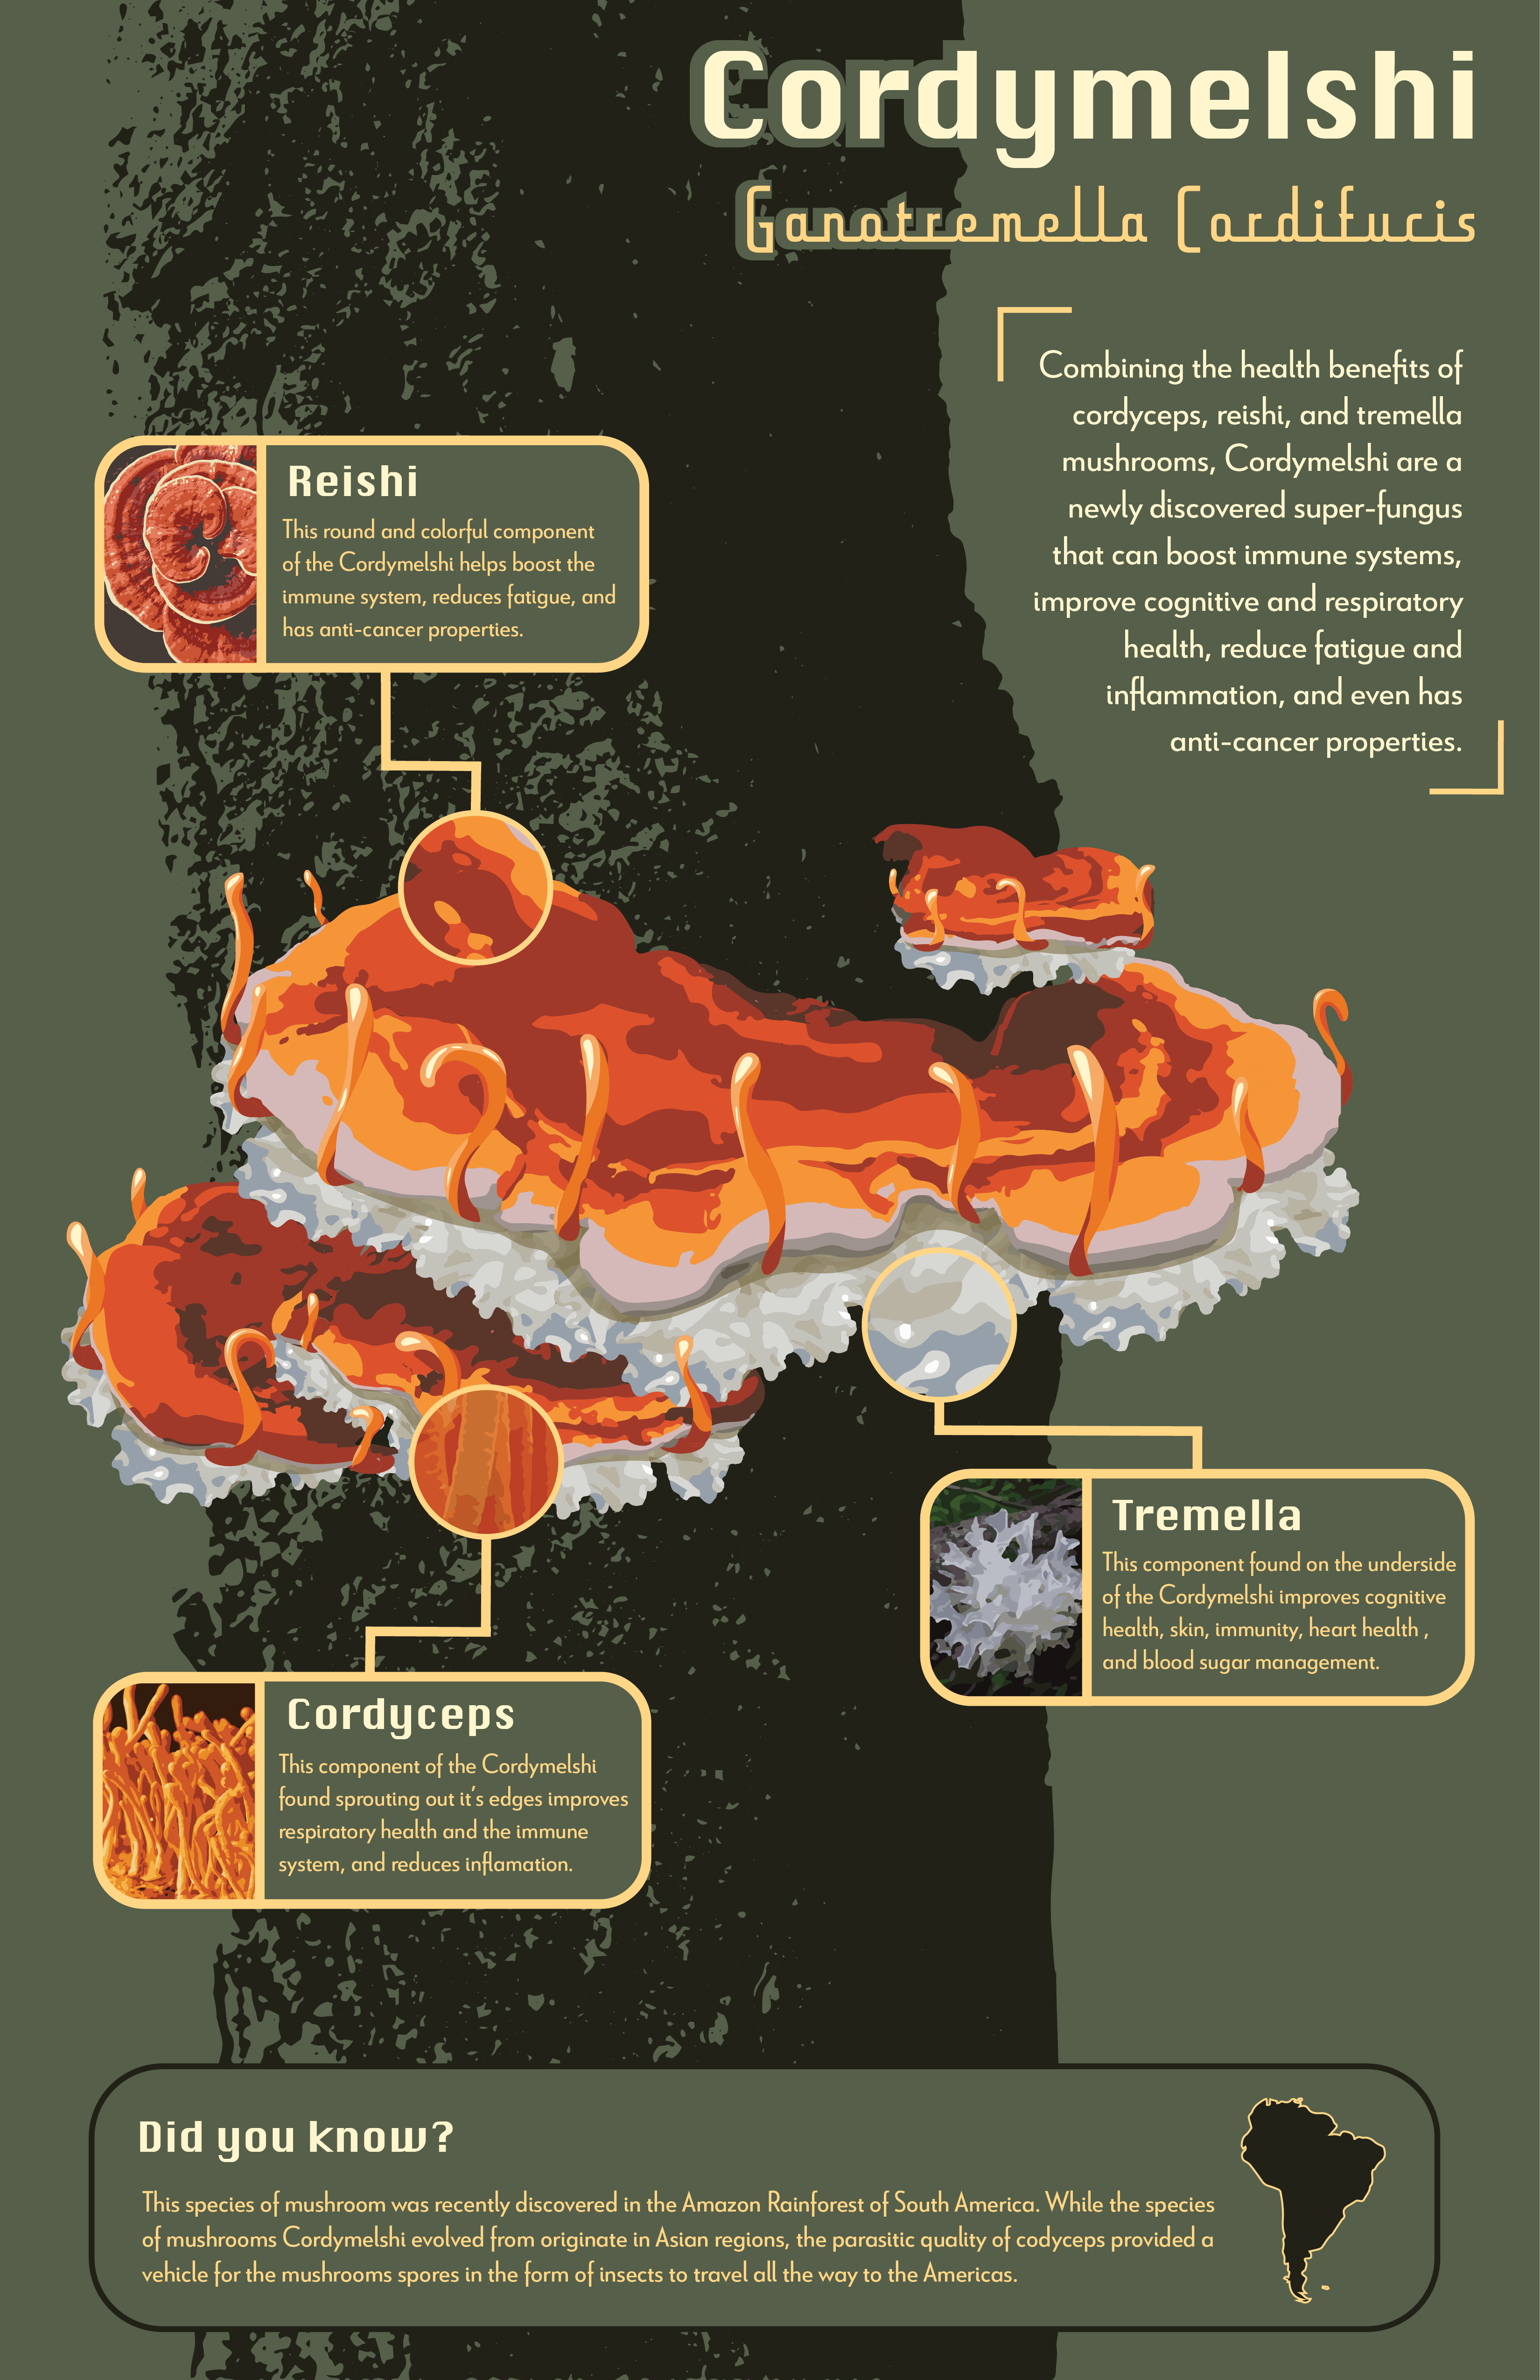 Cordymelshi
Ganotremella Cordifucis
Combining the health benefits of
cordyceps, reishi, and tremella
mushrooms, Cordymelshi are a
newly discovered super-fungus
that can boost immune systems,
improve cognitive and respiratory
health, reduce fatigue and
inflammation, and even has
anti-cancer properties.
Reishi
This round and colorful component
of the Cordymelshi helps boost the
immune system, reduces fatigue, and
has anti-cancer properties.
Tremella
This component found on the underside
of the Cordymelshi improves cognitive
health, skin, immunity, heart health ,
and blood sugar management.
Cordyceps
This component of the Cordymelshi
found sprouting out it's edges improves
respiratory health and the immune
system, and reduces inflamation.
Did you know?
This species of mushroom was recently discovered in the Amazon Rainforest of South America. While the species
of mushrooms Cordymelshi evolved from originate in Asian regions, the parasitic quality of codyceps provided a
vehicle for the mushrooms spores in the form of insects to travel all the way to the Americas.